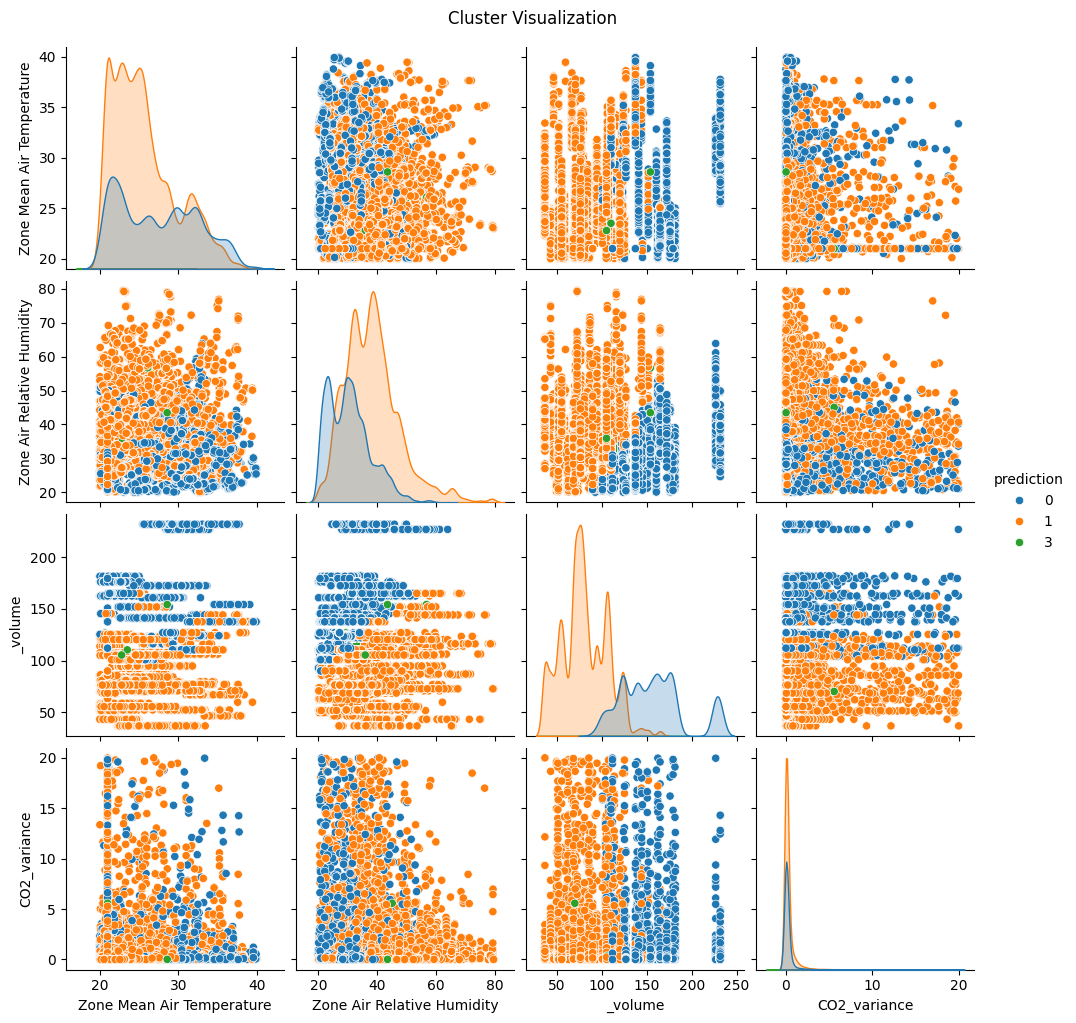 Cluster Visualization
Zone Mean Air Temperature
40
35
30
25
20
Zone Air Relative Humidity
80
70
60
50
40
30
20
prediction
0
1
3
_volume
200
150
100
50
CO2_variance
20
15
10
5
0
20 30 40
20 40 60 80
50 100 150 200 250
0 10 20
Zone Mean Air Temperature
Zone Air Relative Humidity
_volume
CO2_variance